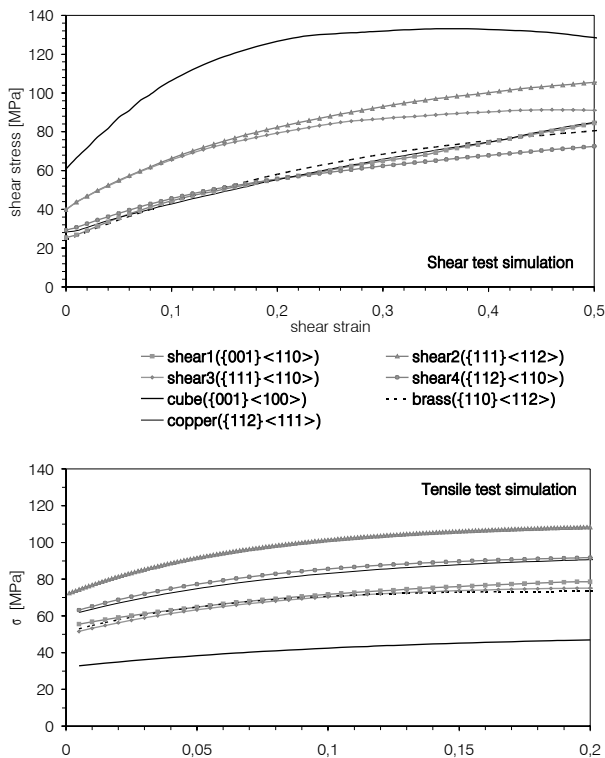 140
120
100
80
60
40
20
0
shear stress [MPa]
Shear test simulation
0 0,1 0,2 0,3 0,4 0,5
shear strain
shear1({001}<110>) shear2({111}<112>)
shear3({111}<110>) shear4({112}<110>)
cube({001}<100>) brass({110}<112>)
copper({112}<111>)
140
120
100
80
60
40
20
0
σ [MPa]
Tensile test simulation
0 0,05 0,1 0,15 0,2